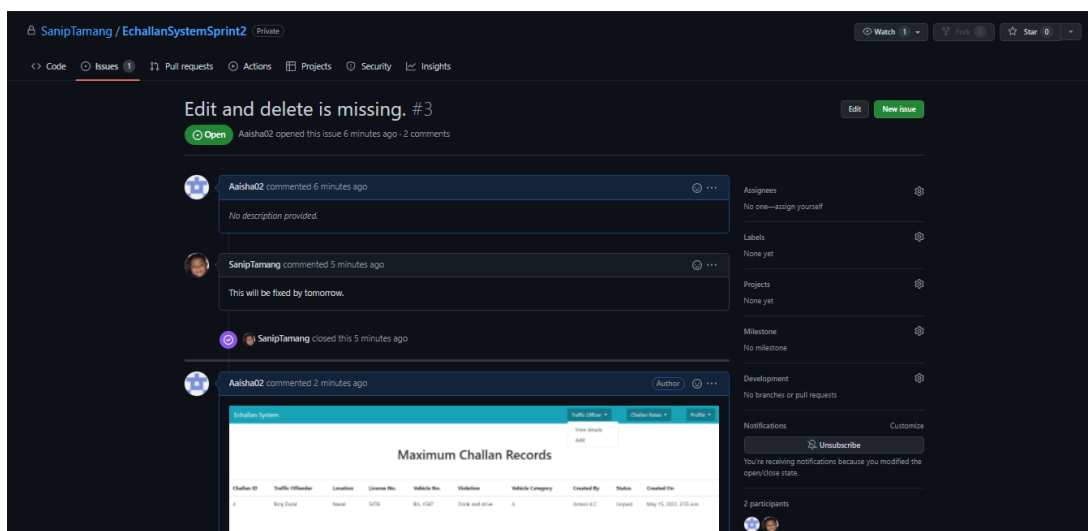 SanipTamang / EchallanSystemSprint2 Private
Watch 1 Fork 0 Star 0
Code Issues 1 Pull requests Actions Projects Security Insights
Edit and delete is missing. #3
Edit New issue
Open Aaisha02 opened this issue 6 minutes ago · 2 comments
Aaisha02 commented 6 minutes ago
No description provided.
SanipTamang commented 5 minutes ago
This will be fixed by tomorrow.
SanipTamang closed this 5 minutes ago
Aaisha02 commented 2 minutes ago Author
Echallan System Traffic Officer Challan Rates Profile
View details
Add
Maximum Challan Records
Challan ID Traffic Offender Location License No. Vehicle No. Violation Vehicle Category Created By Status Created On
Naxal Drink and drive A Unpaid May 15, 2022, 3:55 a.m.
Assignees
No one—assign yourself
Labels
None yet
Projects
None yet
Milestone
No milestone
Development
No branches or pull requests
Notifications Customize
Unsubscribe
You're receiving notifications because you modified the
open/close state.
2 participants